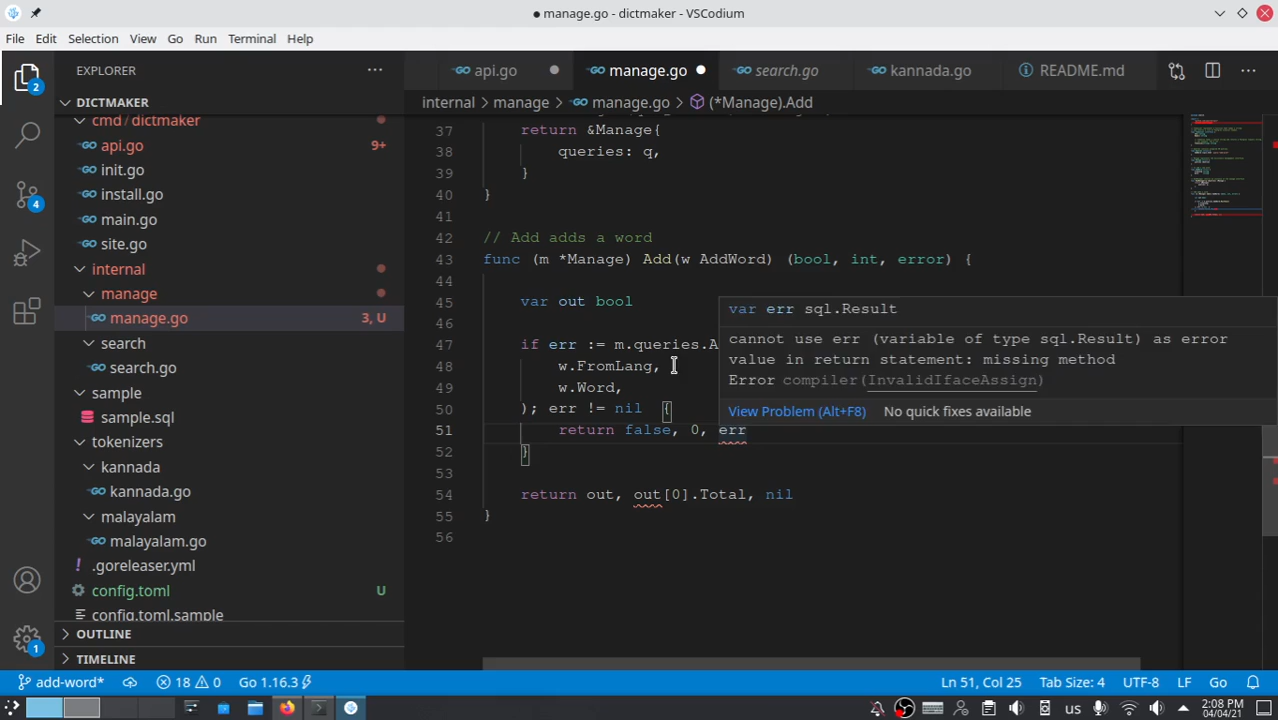 manage.go - dictmaker - VSCodium
File Edit Selection View Go Run Terminal Help
EXPLORER
api.go
manage.go
search.go
kannada.go
README.md
DICTMAKER
internal > manage > manage.go > (*Manage).Add
cmd / dictmaker
api.go 9+
init.go
install.go
main.go
site.go
internal
manage
manage.go 3, U
search
search.go
sample
sample.sql
tokenizers
kannada
kannada.go
malayalam
malayalam.go
.goreleaser.yml
config.toml U
config.toml.sample
OUTLINE
TIMELINE
37 return &Manage{
38 queries: q,
39 }
40 }
41
42 // Add adds a word
43 func (m *Manage) Add(w AddWord) (bool, int, error) {
44
45 var out bool
46
47 if err := m.queries.A
48 w.FromLang,
49 w.Word,
50 ); err != nil {
51 return false, 0, err
52 }
53
54 return out, out[0].Total, nil
55 }
56
var err sql.Result
cannot use err (variable of type sql.Result) as error
value in return statement: missing method
Error compiler(InvalidIfaceAssign)
View Problem (Alt+F8) No quick fixes available
2
4
1
add-word* 18 0 Go 1.16.3 Ln 51, Col 25 Tab Size: 4 UTF-8 LF Go
us 2:08 PM
04/04/21